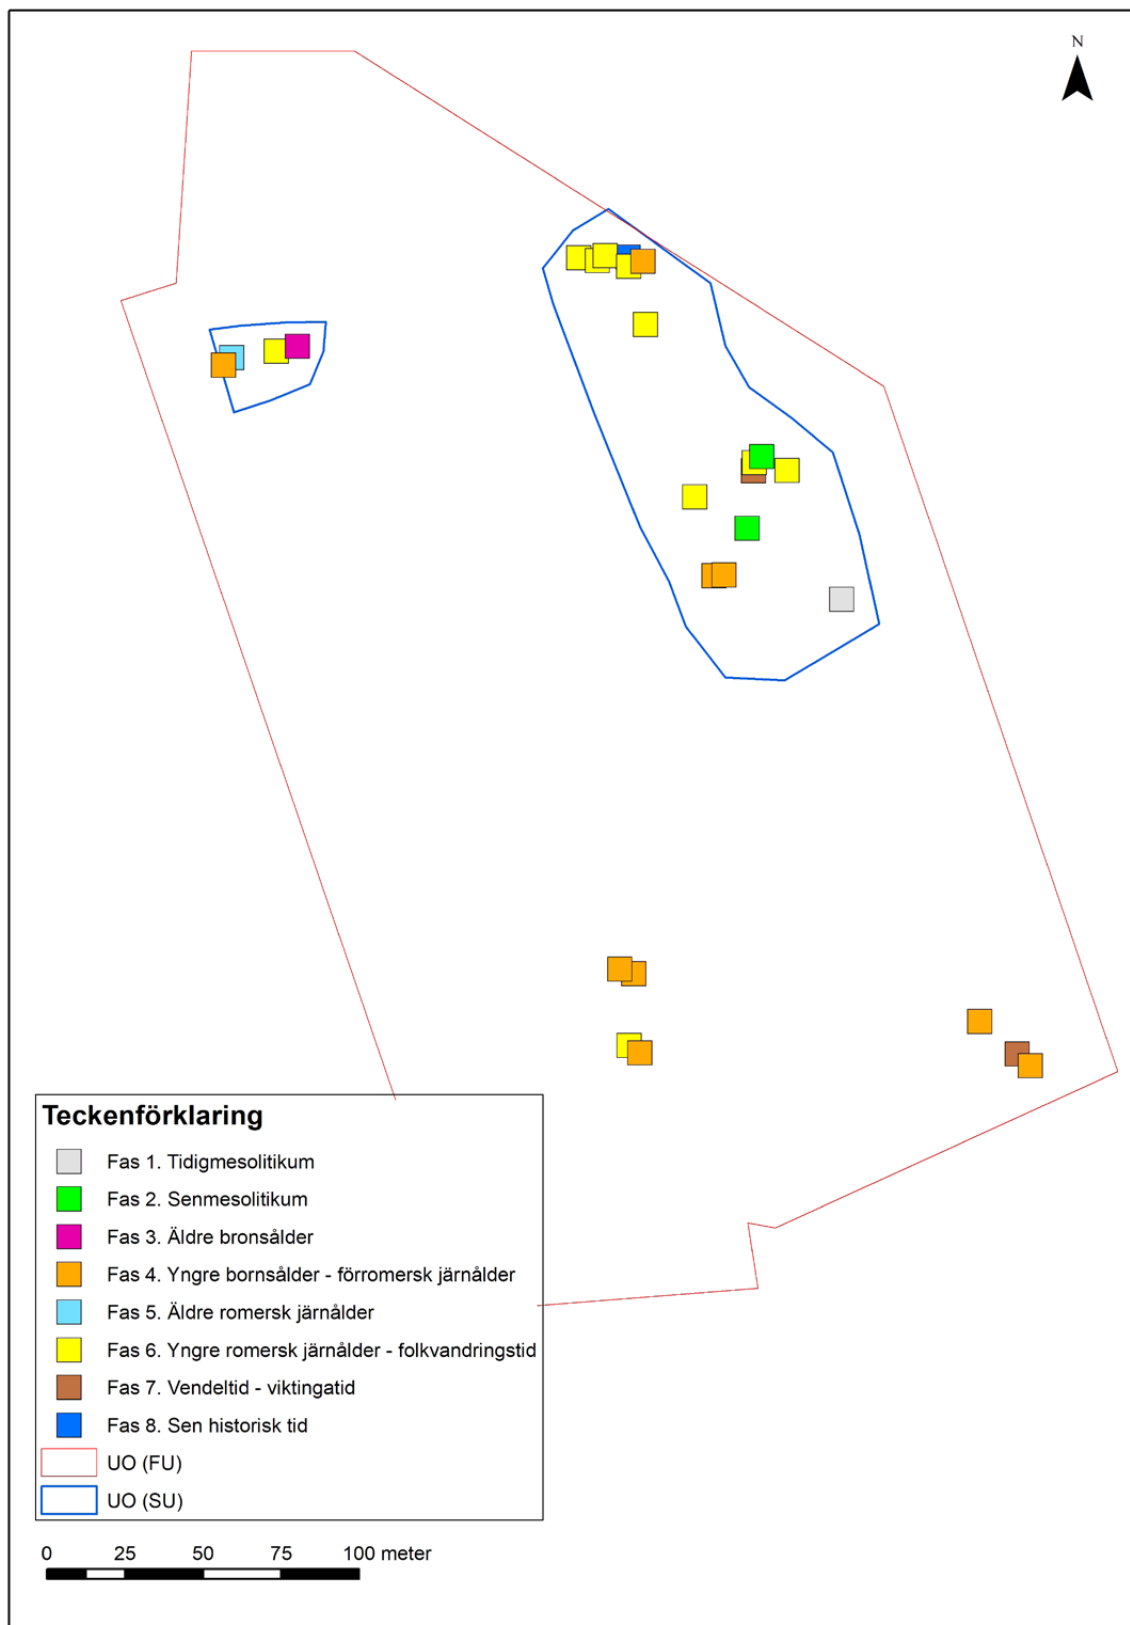 N
Teckenförklaring
Fas 1. Tidigmesolitikum
Fas 2. Senmesolitikum
Fas 3. Äldre bronsålder
Fas 4. Yngre bornsålder - förromersk järnålder
Fas 5. Äldre romersk järnålder
Fas 6. Yngre romersk järnålder - folkvandringstid
Fas 7. Vendeltid - viktingatid
Fas 8. Sen historisk tid
UO (FU)
UO (SU)
0 25 50 75 100 meter